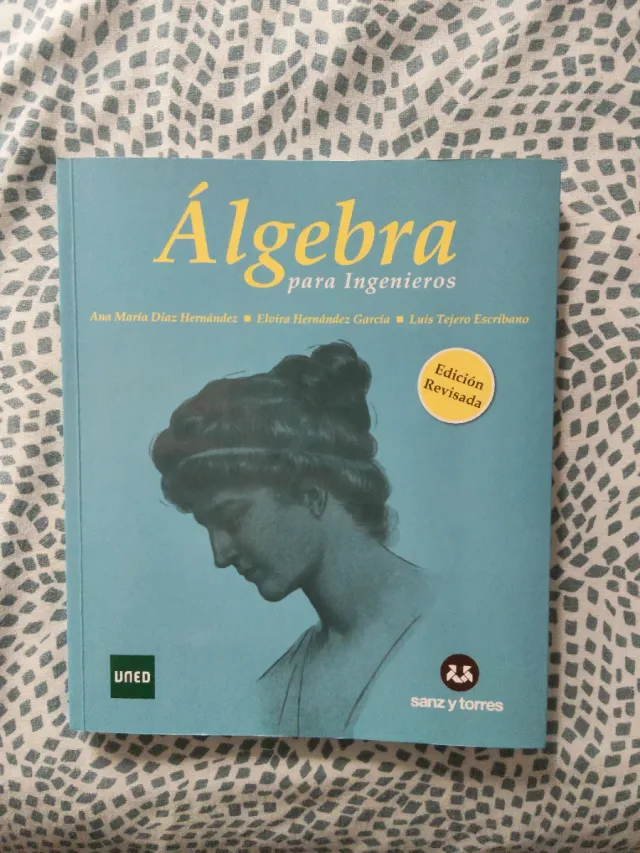 Álgebra
para Ingenieros
Ana María Díaz Hernández ■ Elvira Hernández García ■ Luis Tejero Escribano
Edición
Revisada
UNED
sanz y torres